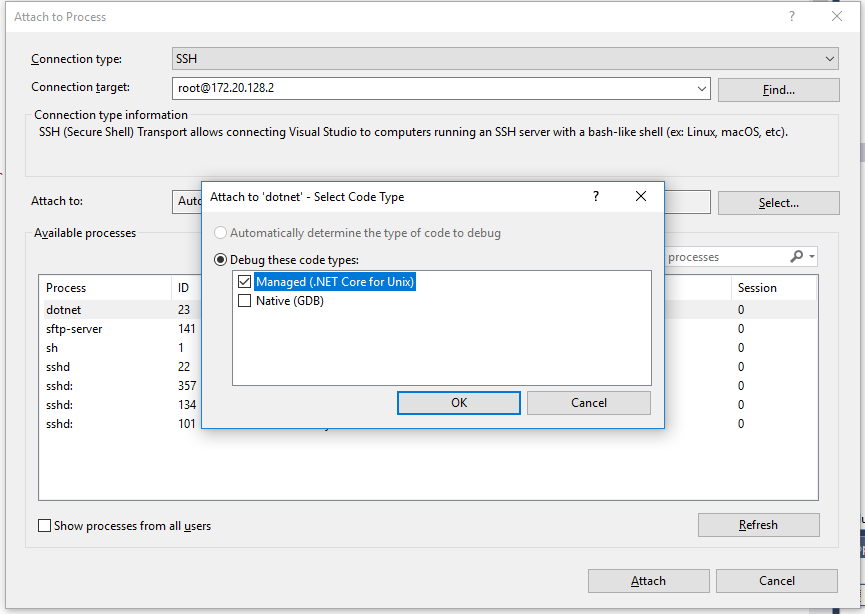 Attach to Process
?
Connection type:
SSH
Connection target:
root@172.20.128.2
Find...
Connection type information
SSH (Secure Shell) Transport allows connecting Visual Studio to computers running an SSH server with a bash-like shell (ex: Linux, macOS, etc).
Attach to:
Select...
Attach to 'dotnet' - Select Code Type
?
Automatically determine the type of code to debug
Debug these code types:
Managed (.NET Core for Unix)
Native (GDB)
OK
Cancel
Available processes
processes
Process ID Session
dotnet 23 0
sftp-server 141 0
sh 1 0
sshd 22 0
sshd: 357 0
sshd: 134 0
sshd: 101 0
Show processes from all users
Refresh
Attach
Cancel